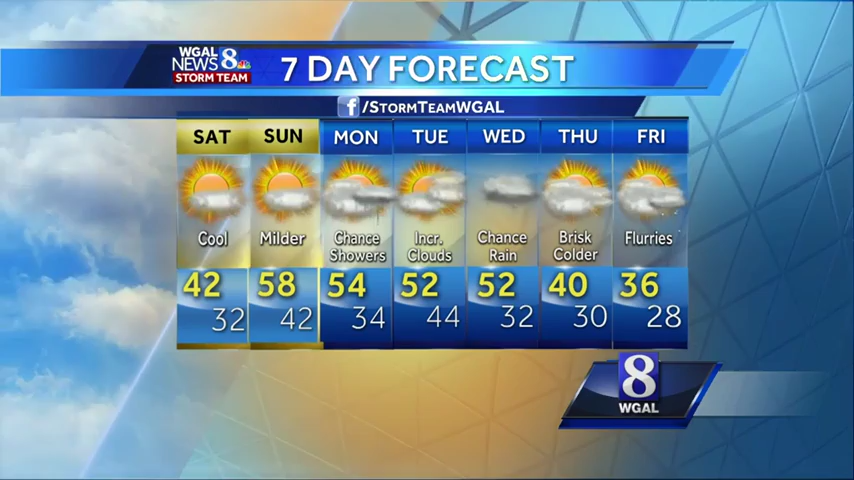 WGAL
NEWS 8
STORM TEAM
7 DAY FORECAST
f/STORMTEAMWGAL
SAT SUN MON TUE WED THU FRI
Cool Milder Chance Showers Incr. Clouds Chance Rain Brisk Colder Flurries
42 58 54 52 52 40 36
32 42 34 44 32 30 28
8
WGAL